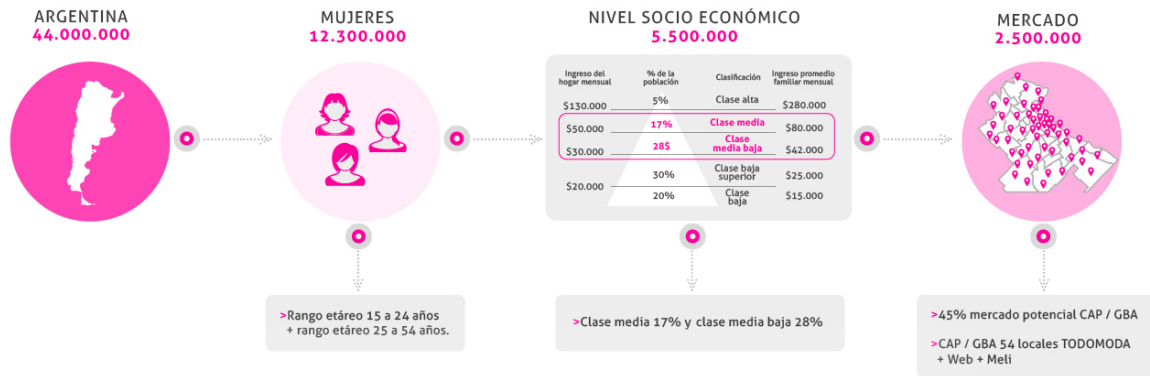 ARGENTINA
44.000.000
MUJERES
12.300.000
NIVEL SOCIO ECONÓMICO
5.500.000
MERCADO
2.500.000
Ingreso del
hogar mensual
% de la
población
Clasificación
Ingreso promedio
familiar mensual
$130.000
5%
Clase alta
$280.000
$50.000
17%
Clase media
$80.000
$30.000
28$
Clase
media baja
$42.000
30%
Clase baja
superior
$25.000
$20.000
20%
Clase
baja
$15.000
>Rango etáreo 15 a 24 años
+ rango etáreo 25 a 54 años.
>Clase media 17% y clase media baja 28%
>45% mercado potencial CAP / GBA
>CAP / GBA 54 locales TODOMODA
+ Web + Meli